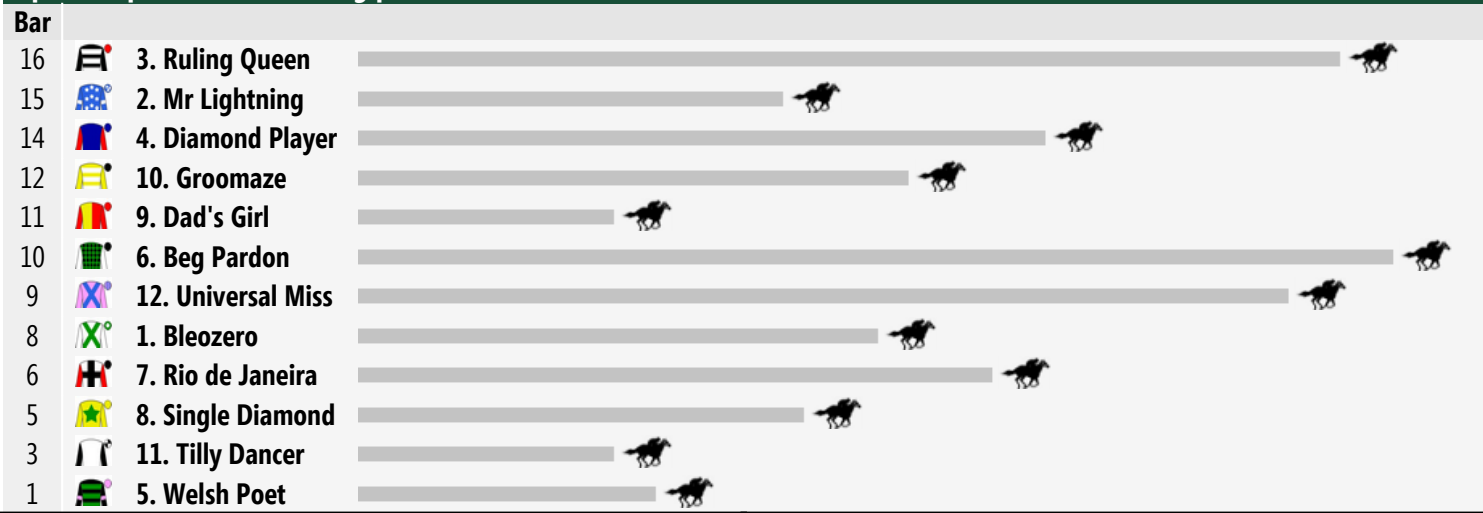 Bar
16 3. Ruling Queen
15 2. Mr Lightning
14 4. Diamond Player
12 10. Groomaze
11 9. Dad's Girl
10 6. Beg Pardon
9 12. Universal Miss
8 1. Bleozero
6 7. Rio de Janeira
5 8. Single Diamond
3 11. Tilly Dancer
1 5. Welsh Poet